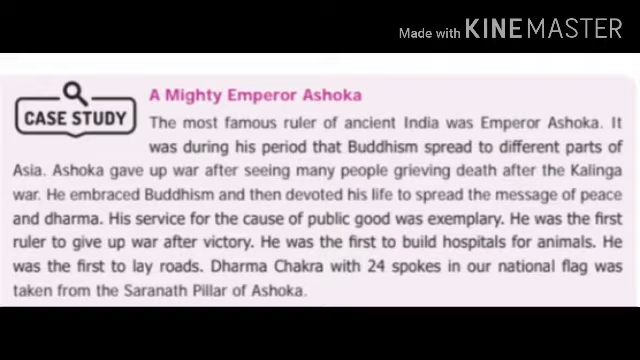 Made with KINEMASTER
CASE STUDY
A Mighty Emperor Ashoka
The most famous ruler of ancient India was Emperor Ashoka. It
was during his period that Buddhism spread to different parts of
Asia. Ashoka gave up war after seeing many people grieving death after the Kalinga
war. He embraced Buddhism and then devoted his life to spread the message of peace
and dharma. His service for the cause of public good was exemplary. He was the first
ruler to give up war after victory. He was the first to build hospitals for animals. He
was the first to lay roads. Dharma Chakra with 24 spokes in our national flag was
taken from the Saranath Pillar of Ashoka.